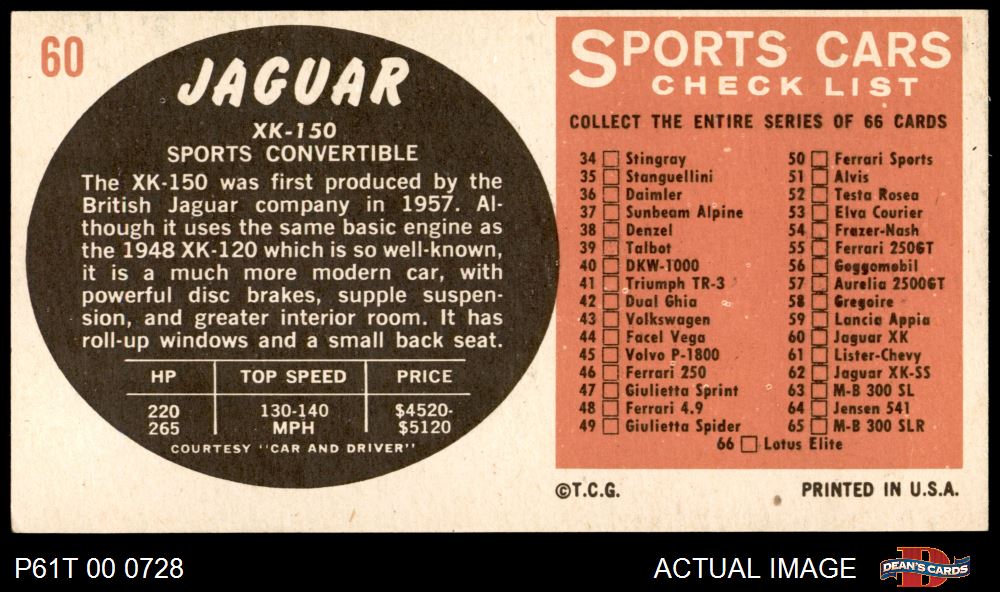 60
JAGUAR
XK-150
SPORTS CONVERTIBLE
The XK-150 was first produced by the
British Jaguar company in 1957. Al-
though it uses the same basic engine as
the 1948 XK-120 which is so well-known,
it is a much more modern car, with
powerful disc brakes, supple suspen-
sion, and greater interior room. It has
roll-up windows and a small back seat.
HP TOP SPEED PRICE
220 130-140 $4520-
265 MPH $5120
COURTESY "CAR AND DRIVER"
SPORTS CARS
CHECK LIST
COLLECT THE ENTIRE SERIES OF 66 CARDS
34 Stingray
35 Stanguellini
36 Daimler
37 Sunbeam Alpine
38 Denzel
39 Talbot
40 DKW-1000
41 Triumph TR-3
42 Dual Ghia
43 Volkswagen
44 Facel Vega
45 Volvo P-1800
46 Ferrari 250
47 Giulietta Sprint
48 Ferrari 4.9
49 Giulietta Spider
50 Ferrari Sports
51 Alvis
52 Testa Rosea
53 Elva Courier
54 Frazer-Nash
55 Ferrari 250GT
56 Goggomobil
57 Aurelia 2500GT
58 Gregoire
59 Lancia Appia
60 Jaguar XK
61 Lister-Chevy
62 Jaguar XK-SS
63 M-B 300 SL
64 Jensen 541
65 M-B 300 SLR
66 Lotus Elite
©T.C.G. PRINTED IN U.S.A.
P61T 00 0728 ACTUAL IMAGE D DEAN'S CARDS